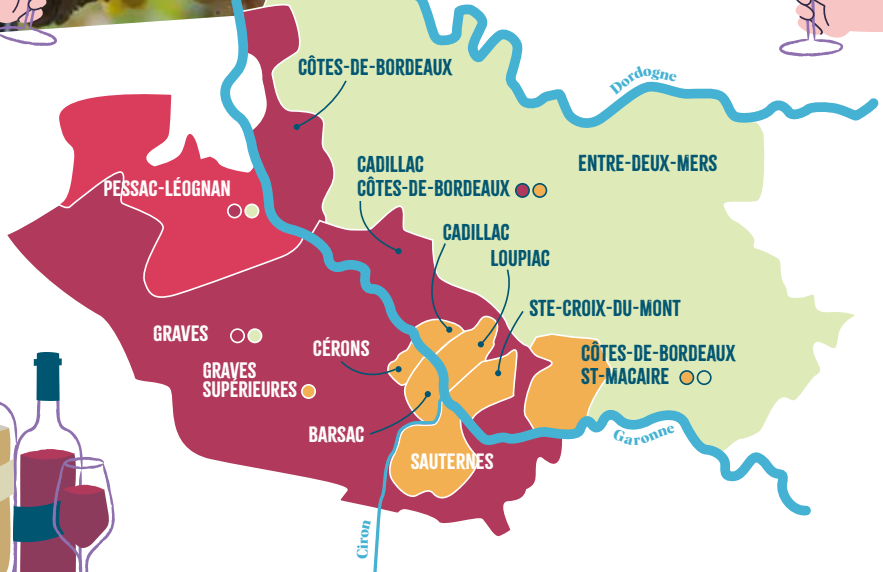 CÔTES-DE-BORDEAUX
Dordogne
CADILLAC
CÔTES-DE-BORDEAUX
ENTRE-DEUX-MERS
PESSAC-LÉOGNAN
CADILLAC
LOUPIAC
STE-CROIX-DU-MONT
GRAVES
CÉRONS
CÔTES-DE-BORDEAUX
ST-MACAIRE
GRAVES
SUPÉRIEURES
BARSAC
Garonne
SAUTERNES
Ciron